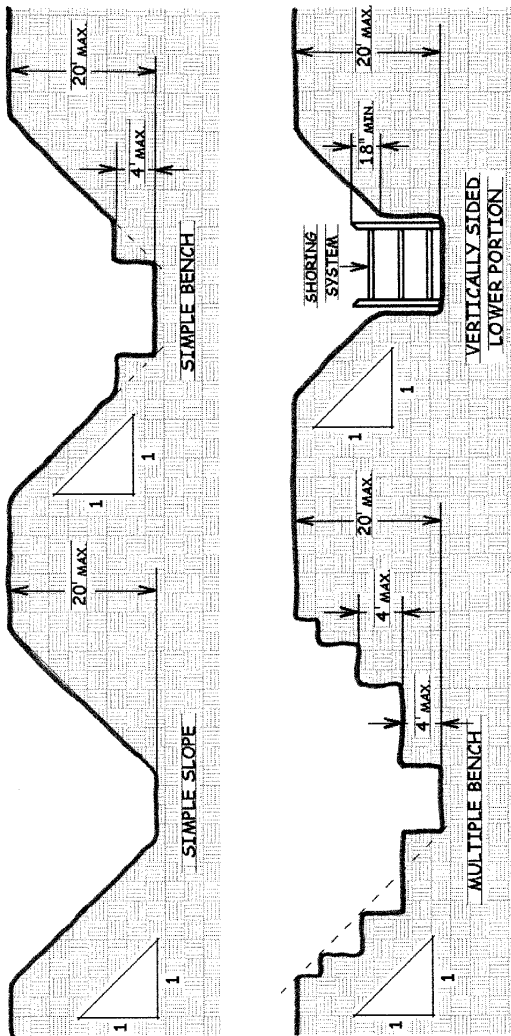 20' MAX.
1
1
SIMPLE SLOPE
20' MAX.
1
1
4' MAX.
SIMPLE BENCH
20' MAX.
1
1
4' MAX.
4' MAX.
MULTIPLE BENCH
20' MAX.
1
1
SHORING
SYSTEM
18" MIN.
VERTICALLY SIDED
LOWER PORTION